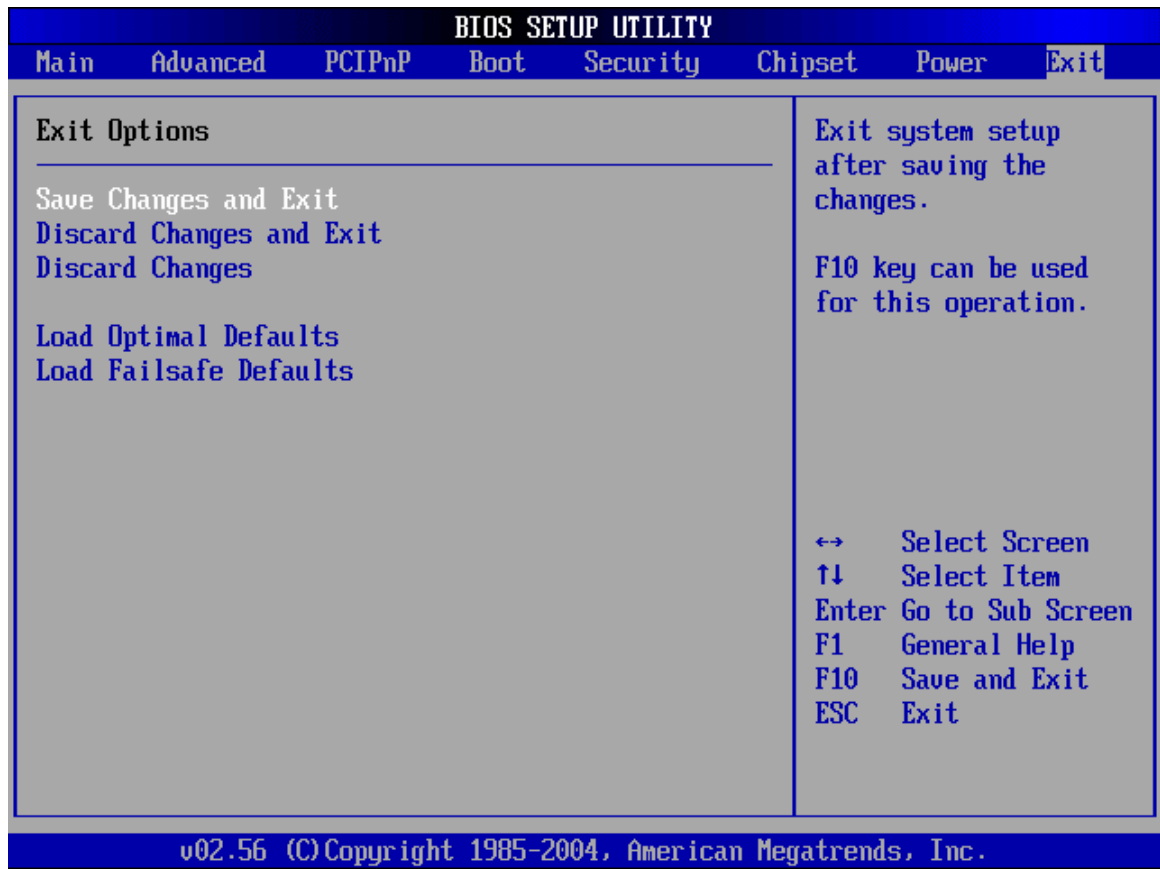 BIOS SETUP UTILITY
Main Advanced PCIPnP Boot Security Chipset Power Exit
Exit Options
Save Changes and Exit
Discard Changes and Exit
Discard Changes
Load Optimal Defaults
Load Failsafe Defaults
Exit system setup
after saving the
changes.
F10 key can be used
for this operation.
←→ Select Screen
↑↓ Select Item
Enter Go to Sub Screen
F1 General Help
F10 Save and Exit
ESC Exit
v02.56 (C)Copyright 1985-2004, American Megatrends, Inc.